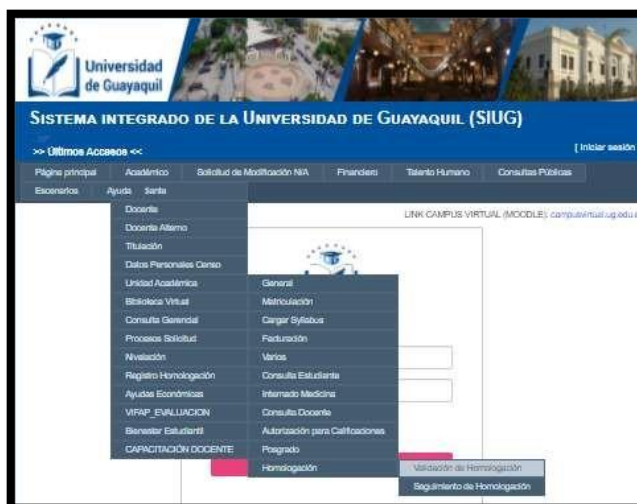 Universidad
de Guayaquil
SISTEMA INTEGRADO DE LA UNIVERSIDAD DE GUAYAQUIL (SIUG)
>> Últimos Accesos << [ Iniciar sesión
Página principal Académico Solicitud de Modificación N/A Financiero Talento Humano Consultas Públicas
Escenarios Ayuda
LINK CAMPUS VIRTUAL (MOODLE): campusvirtual.ug.edu.e
Docente
Docente Alterno
Titulación
Datos Personales Censo
Unidad Académica
Biblioteca Virtual
Consulta Gerencial
Procesos Solicitud
Nivelación
Registro Homologación
Ayudas Económicas
VIFAP_EVALUACION
Bienestar Estudiantil
CAPACITACIÓN DOCENTE
General
Matriculación
Cargar Syllabus
Facturación
Varios
Consulta Estudiante
Internado Medicina
Consulta Docente
Autorización para Calificaciones
Posgrado
Homologación
Validación de Homologación
Seguimiento de Homologación